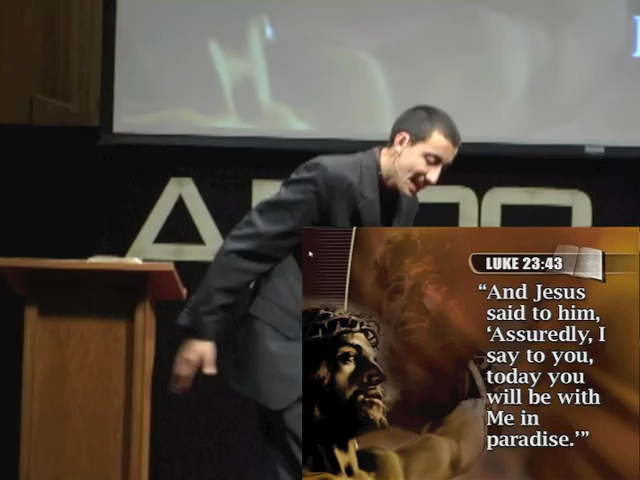 LUKE 23:43
“And Jesus
said to him,
‘Assuredly, I
say to you,
today you
will be with
Me in
paradise.’”